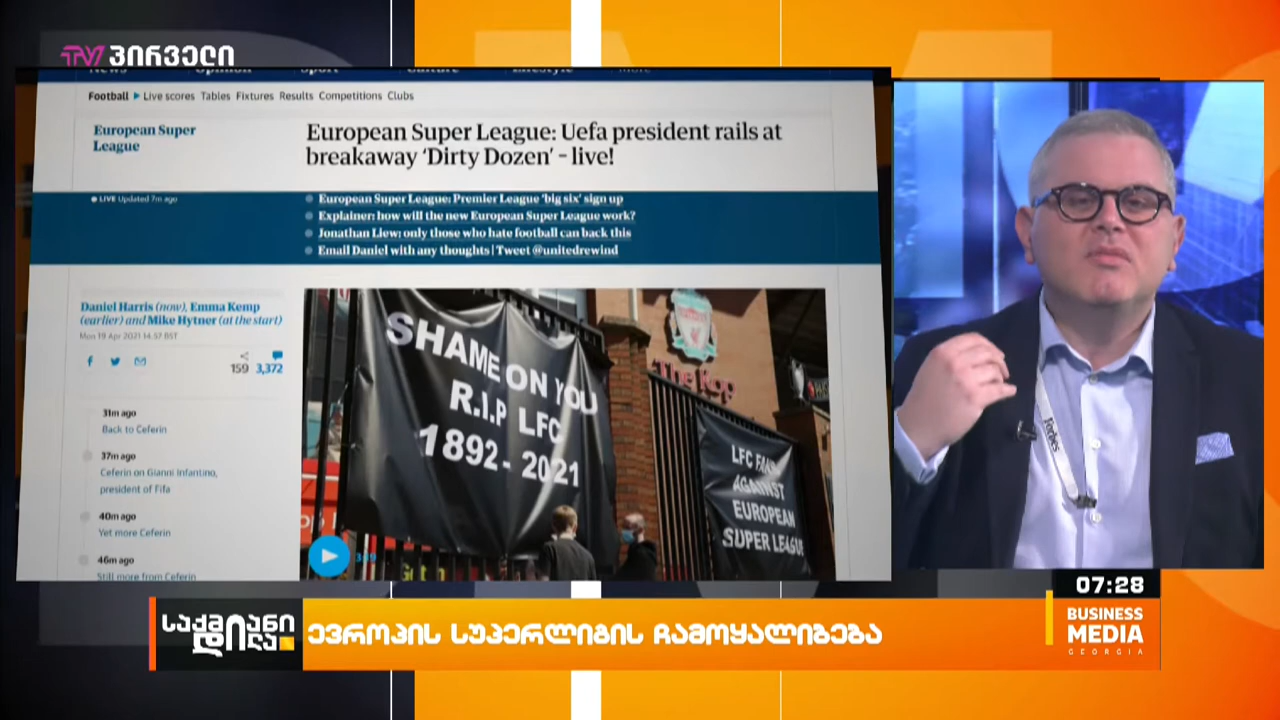 TV პირველი
News Opinion Sport Culture Lifestyle More
Football ▶ Live scores Tables Fixtures Results Competitions Clubs
European Super
League
European Super League: Uefa president rails at
breakaway ‘Dirty Dozen’ – live!
LIVE Updated 7m ago
European Super League: Premier League ‘big six’ sign up
Explainer: how will the new European Super League work?
Jonathan Liew: only those who hate football can back this
Email Daniel with any thoughts | Tweet @unitedrewind
Daniel Harris (now), Emma Kemp
(earlier) and Mike Hytner (at the start)
Mon 19 Apr 2021 14.57 BST
159 3,372
31m ago
Back to Ceferin
37m ago
Ceferin on Gianni Infantino,
president of Fifa
40m ago
Yet more Ceferin
46m ago
Still more from Ceferin
SHAME ON YOU
R.I.P LFC
1892 - 2021
The Kop
LFC FANS
AGAINST
EUROPEAN
SUPER LEAGUE
Forbes
07:28
საქმიანი
დილა
ევროპის სუპერლიგის ჩამოყალიბება
BUSINESS
MEDIA
GEORGIA